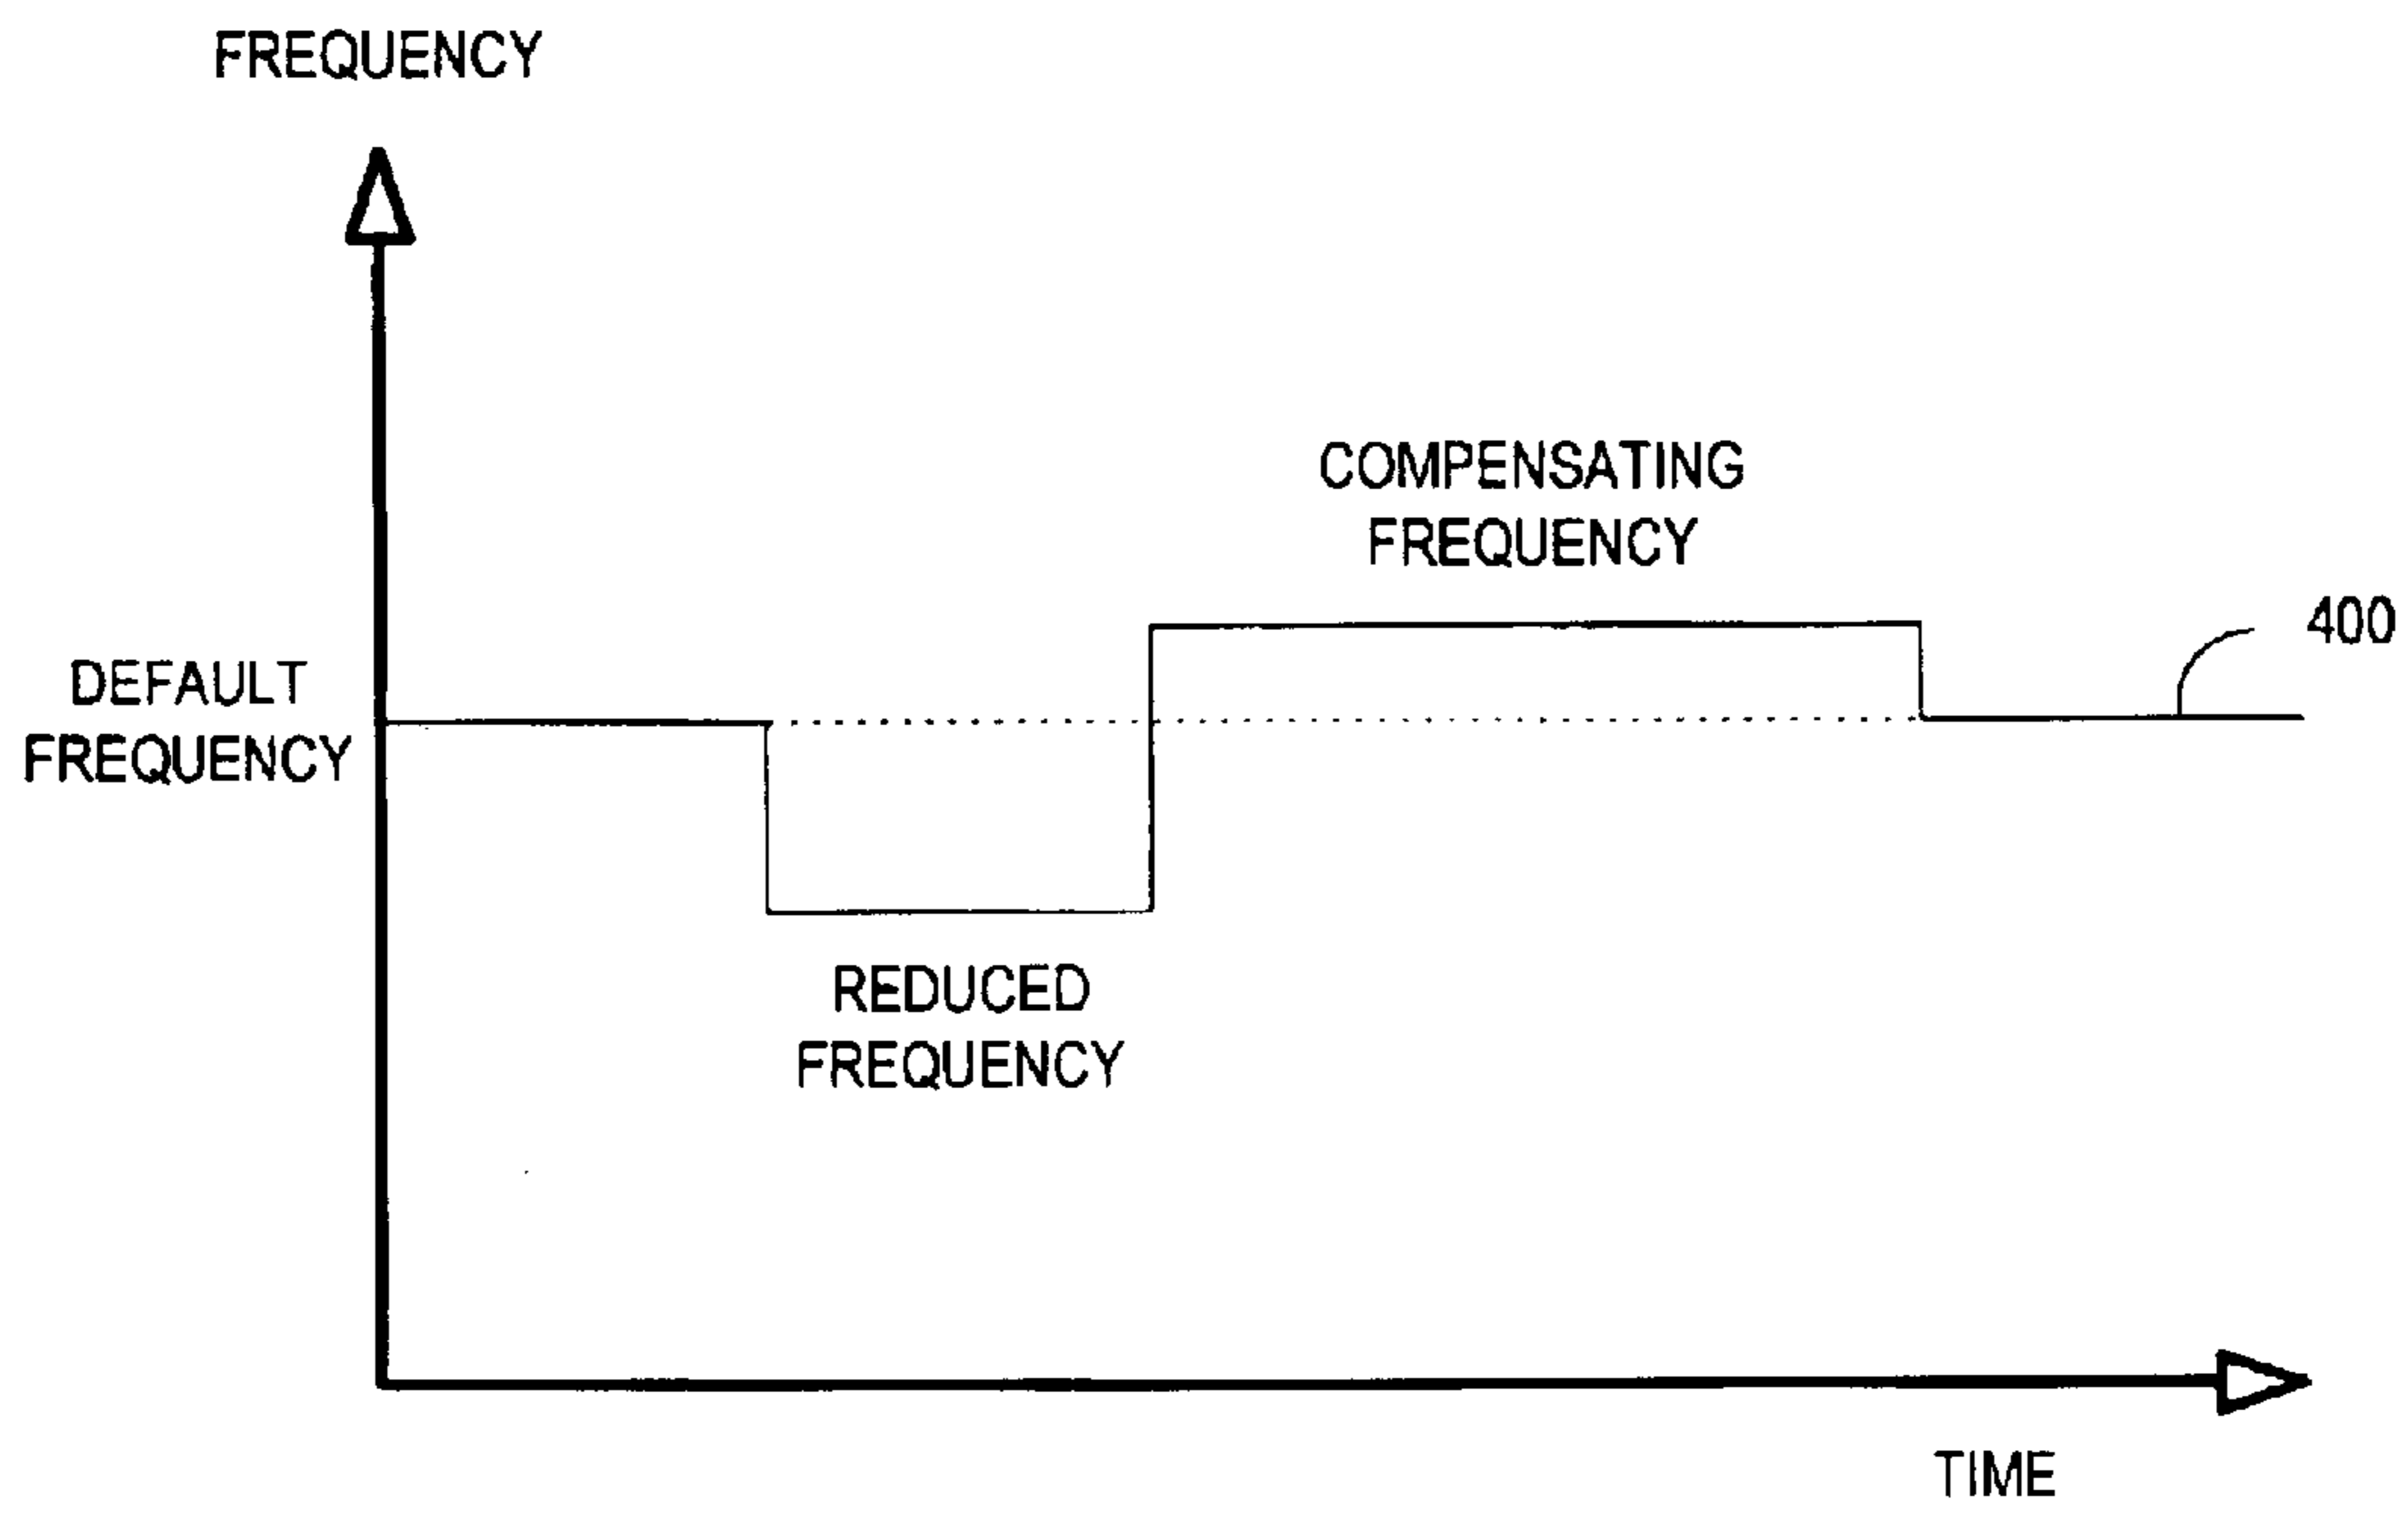 FREQUENCY
COMPENSATING
FREQUENCY
400
DEFAULT
FREQUENCY
REDUCED
FREQUENCY
TIME